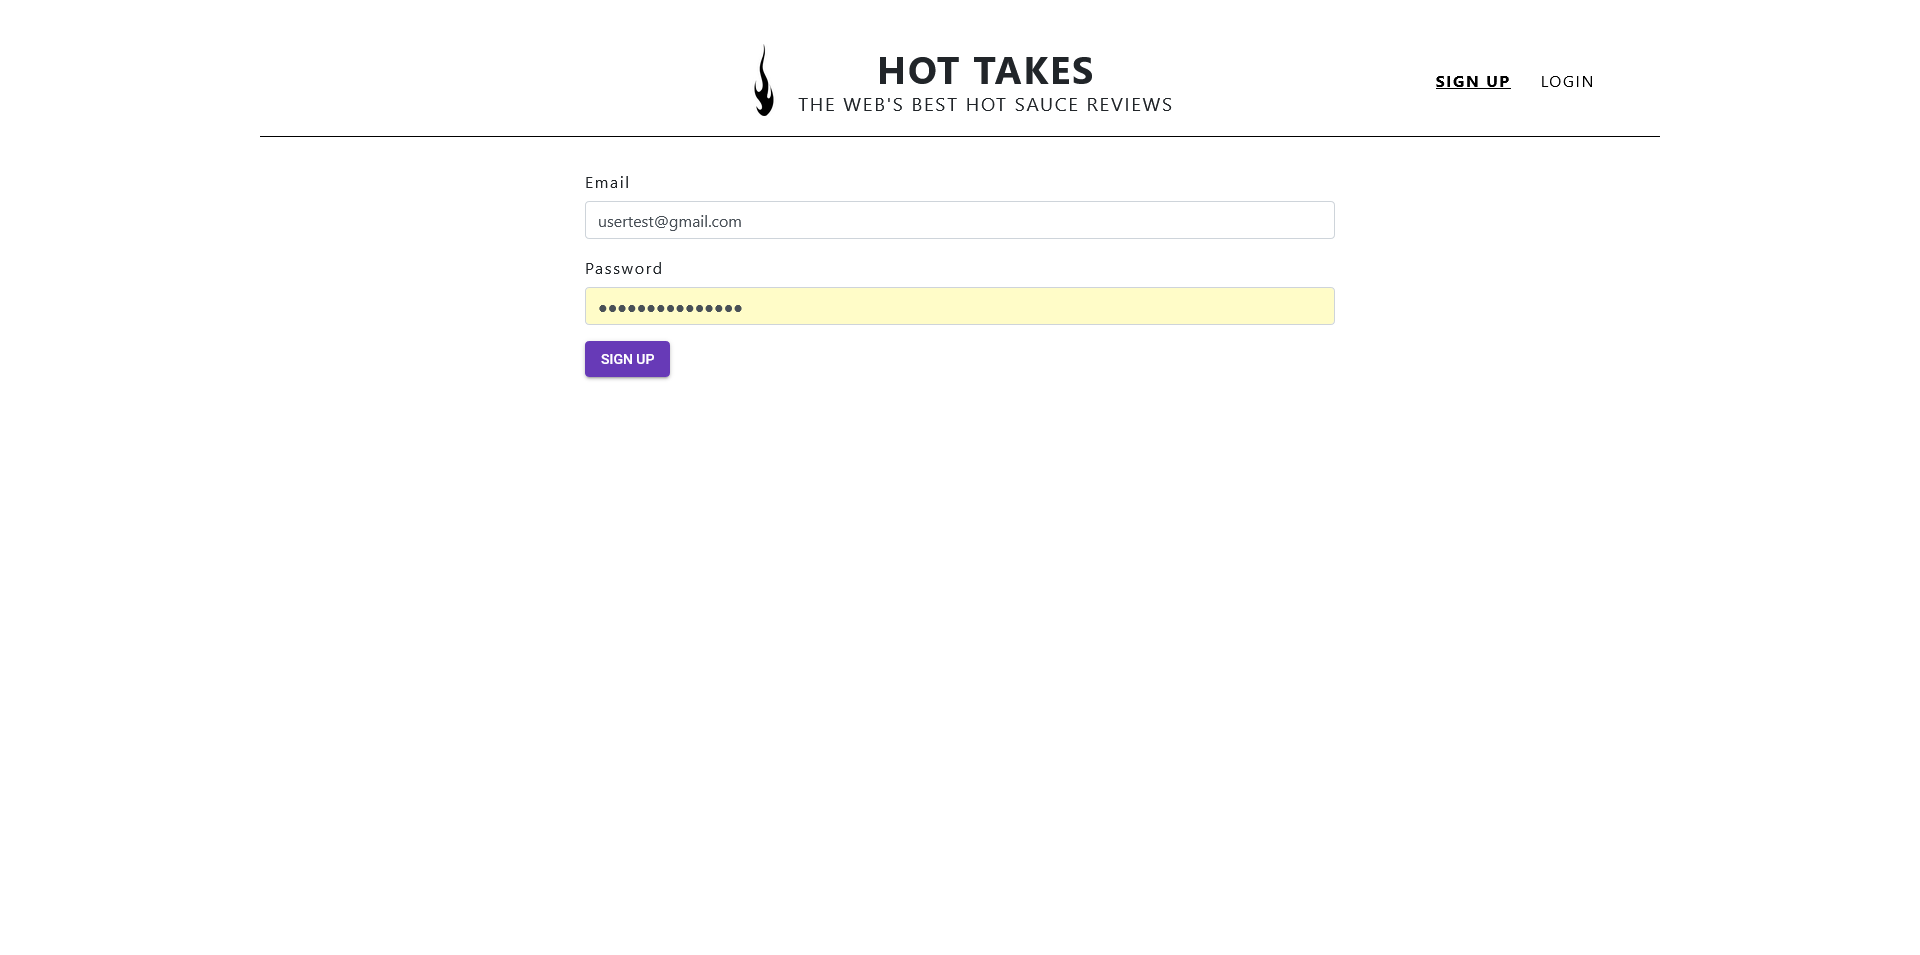 HOT TAKES
THE WEB'S BEST HOT SAUCE REVIEWS
SIGN UP
LOGIN
Email
usertest@gmail.com
Password
●●●●●●●●●●●●●●●
SIGN UP